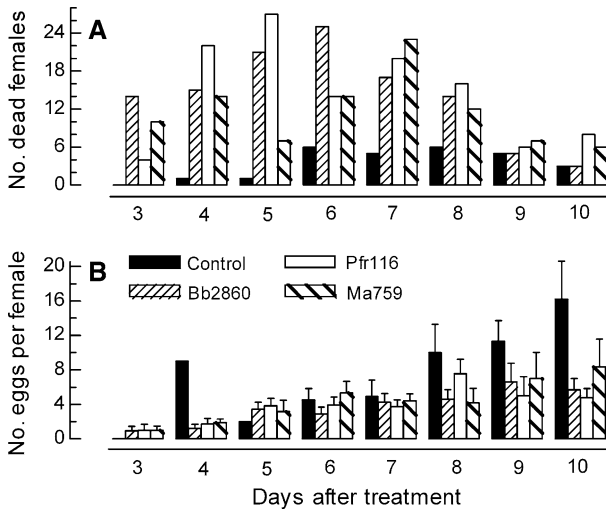 A
No. dead females
24
18
12
6
0
3 4 5 6 7 8 9 10
B
Control
Pfr116
Bb2860
Ma759
No. eggs per female
20
16
12
8
4
0
3 4 5 6 7 8 9 10
Days after treatment